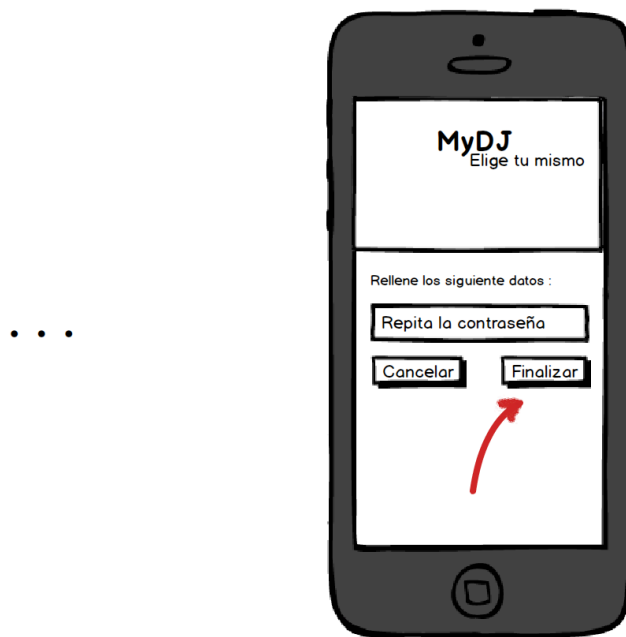 MyDJ
Elige tu mismo
Rellene los siguiente datos :
. . .
Repita la contraseña
Cancelar Finalizar